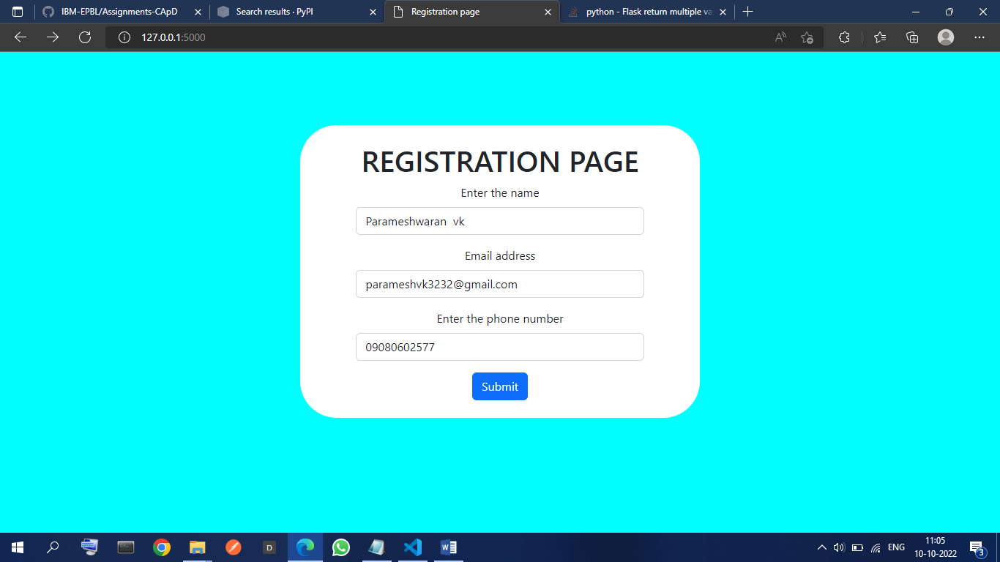 IBM-EPBL/Assignments-CApD
Search results · PyPI
Registration page
python - Flask return multiple va
127.0.0.1:5000
REGISTRATION PAGE
Enter the name
Parameshwaran  vk
Email address
parameshvk3232@gmail.com
Enter the phone number
09080602577
Submit
D
ENG
11:05
10-10-2022
3